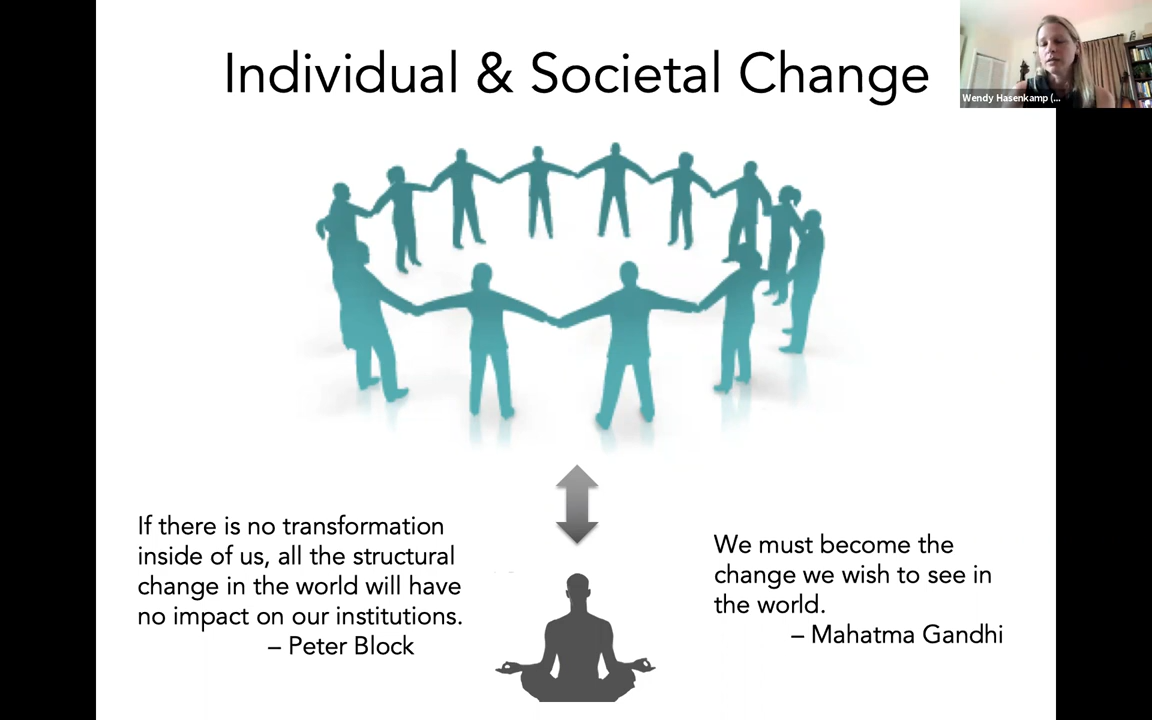 Individual & Societal Change
Wendy Hasenkamp (...
If there is no transformation
inside of us, all the structural
change in the world will have
no impact on our institutions.
– Peter Block
We must become the
change we wish to see in
the world.
– Mahatma Gandhi